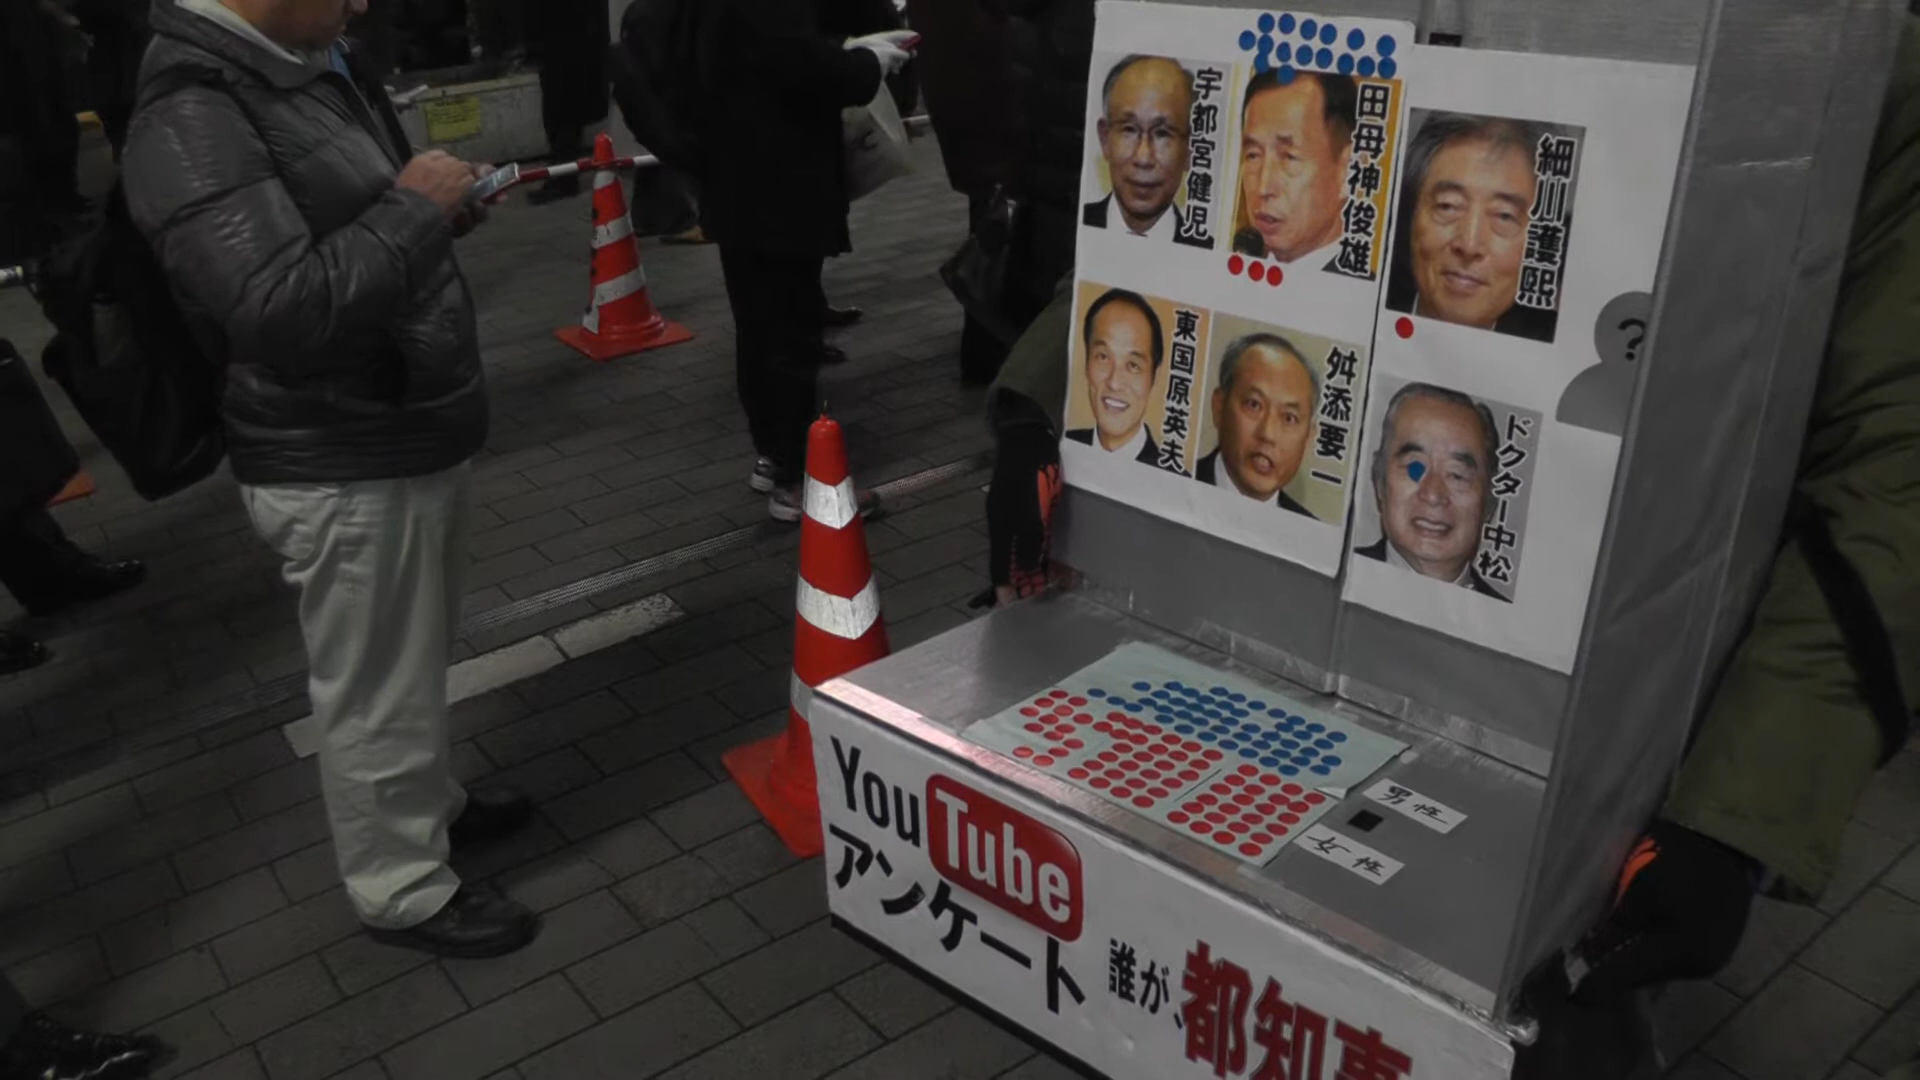 宇都宮健児
田母神俊雄
細川護熙
?
東国原英夫
舛添要一
ドクター中松
男性
女性
YouTube
アンケート
誰が、都知事